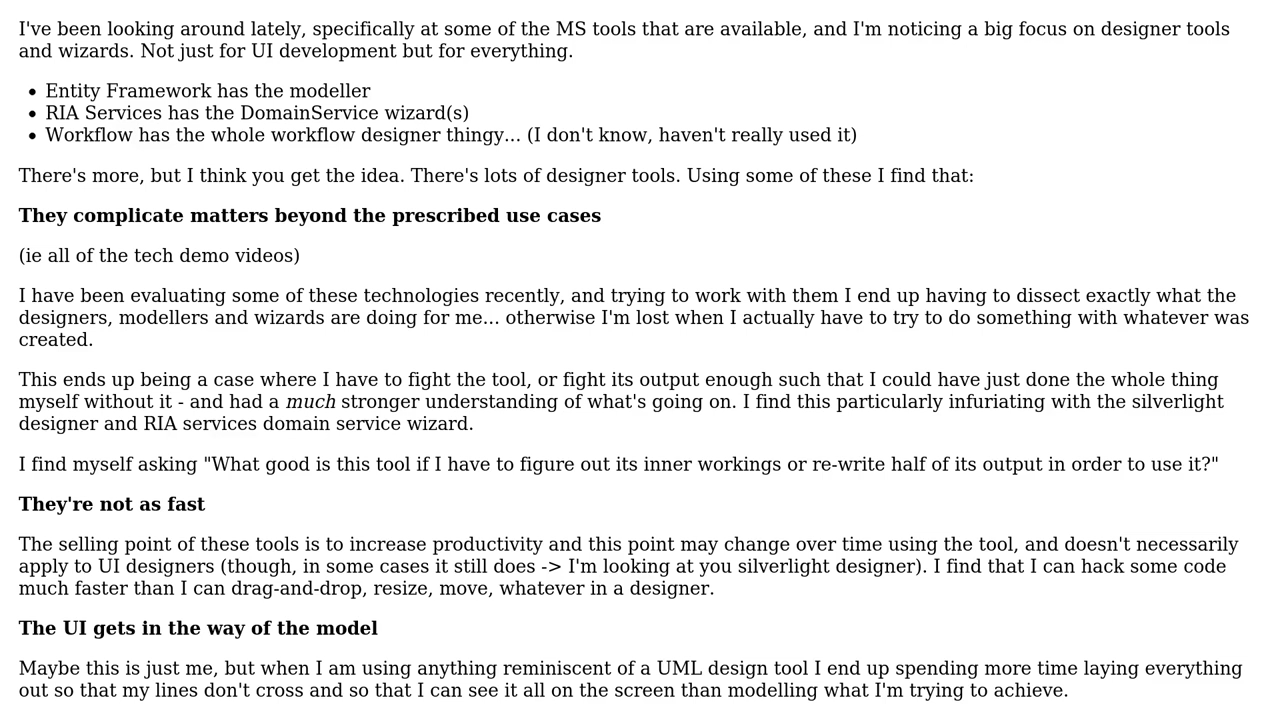 I've been looking around lately, specifically at some of the MS tools that are available, and I'm noticing a big focus on designer tools
and wizards. Not just for UI development but for everything.
• Entity Framework has the modeller
• RIA Services has the DomainService wizard(s)
• Workflow has the whole workflow designer thingy... (I don't know, haven't really used it)
There's more, but I think you get the idea. There's lots of designer tools. Using some of these I find that:
They complicate matters beyond the prescribed use cases
(ie all of the tech demo videos)
I have been evaluating some of these technologies recently, and trying to work with them I end up having to dissect exactly what the
designers, modellers and wizards are doing for me... otherwise I'm lost when I actually have to try to do something with whatever was
created.
This ends up being a case where I have to fight the tool, or fight its output enough such that I could have just done the whole thing
myself without it - and had a much stronger understanding of what's going on. I find this particularly infuriating with the silverlight
designer and RIA services domain service wizard.
I find myself asking "What good is this tool if I have to figure out its inner workings or re-write half of its output in order to use it?"
They're not as fast
The selling point of these tools is to increase productivity and this point may change over time using the tool, and doesn't necessarily
apply to UI designers (though, in some cases it still does -> I'm looking at you silverlight designer). I find that I can hack some code
much faster than I can drag-and-drop, resize, move, whatever in a designer.
The UI gets in the way of the model
Maybe this is just me, but when I am using anything reminiscent of a UML design tool I end up spending more time laying everything
out so that my lines don't cross and so that I can see it all on the screen than modelling what I'm trying to achieve.